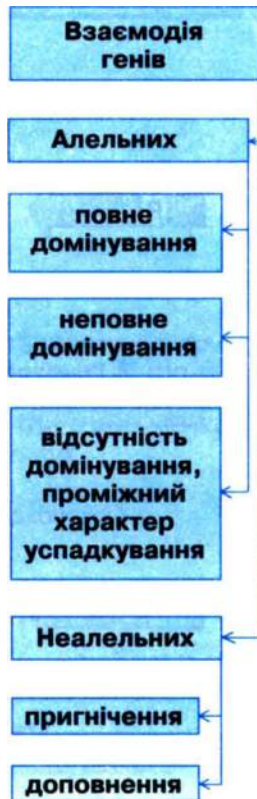 Взаємодія
генів
Алельних
повне
домінування
неповне
домінування
відсутність
домінування,
проміжний
характер
успадкування
Неалельних
пригнічення
доповнення